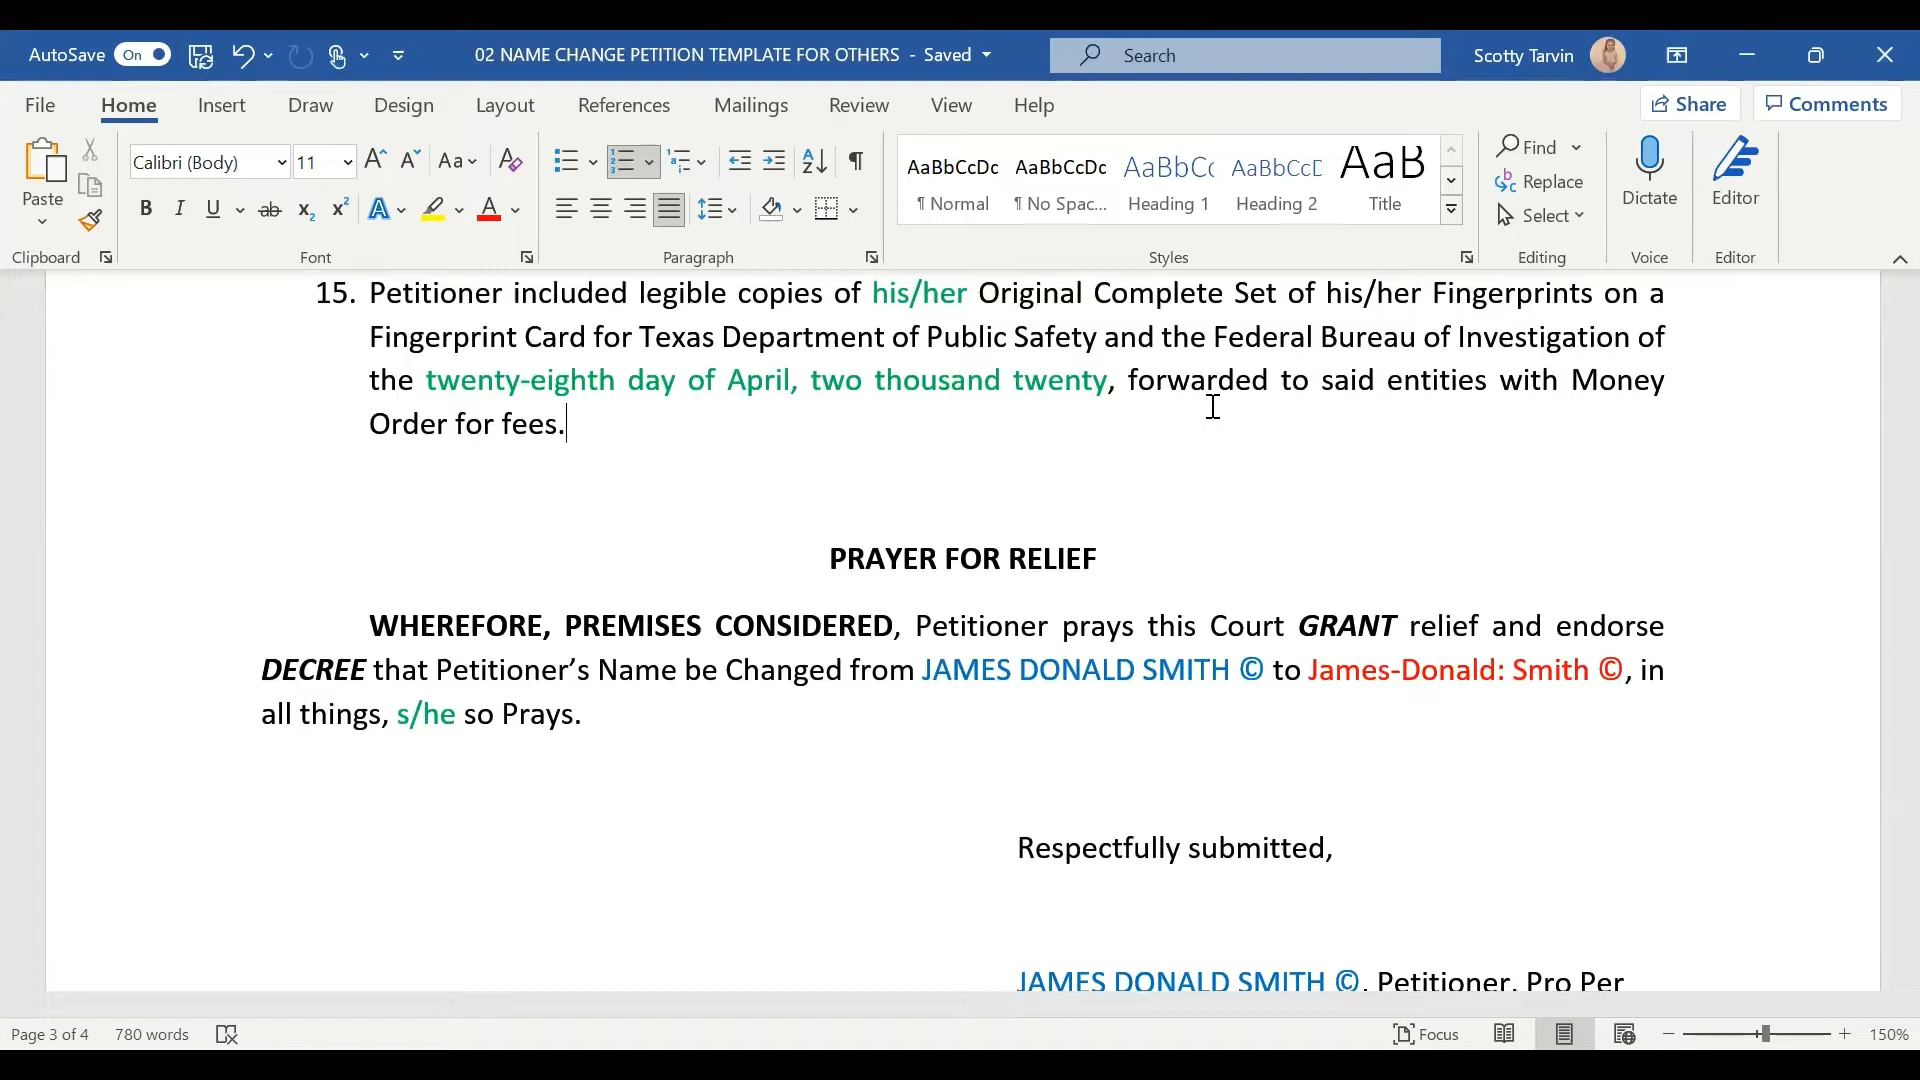 AutoSave On 02 NAME CHANGE PETITION TEMPLATE FOR OTHERS - Saved Search Scotty Tarvin
File Home Insert Draw Design Layout References Mailings Review View Help Share Comments
Paste
Clipboard
Calibri (Body) 11 Aa
B I U ab x₂ x² A A
Font
Paragraph
AaBbCcDc AaBbCcDc AaBbCc AaBbCcD AaB
¶ Normal ¶ No Spac... Heading 1 Heading 2 Title
Styles
Find
Replace
Select
Editing
Dictate
Voice
Editor
Editor
15. Petitioner included legible copies of his/her Original Complete Set of his/her Fingerprints on a
Fingerprint Card for Texas Department of Public Safety and the Federal Bureau of Investigation of
the twenty-eighth day of April, two thousand twenty, forwarded to said entities with Money
Order for fees.
PRAYER FOR RELIEF
WHEREFORE, PREMISES CONSIDERED, Petitioner prays this Court GRANT relief and endorse
DECREE that Petitioner’s Name be Changed from JAMES DONALD SMITH © to James-Donald: Smith ©, in
all things, s/he so Prays.
Respectfully submitted,
JAMES DONALD SMITH ©, Petitioner, Pro Per
Page 3 of 4 780 words Focus 150%